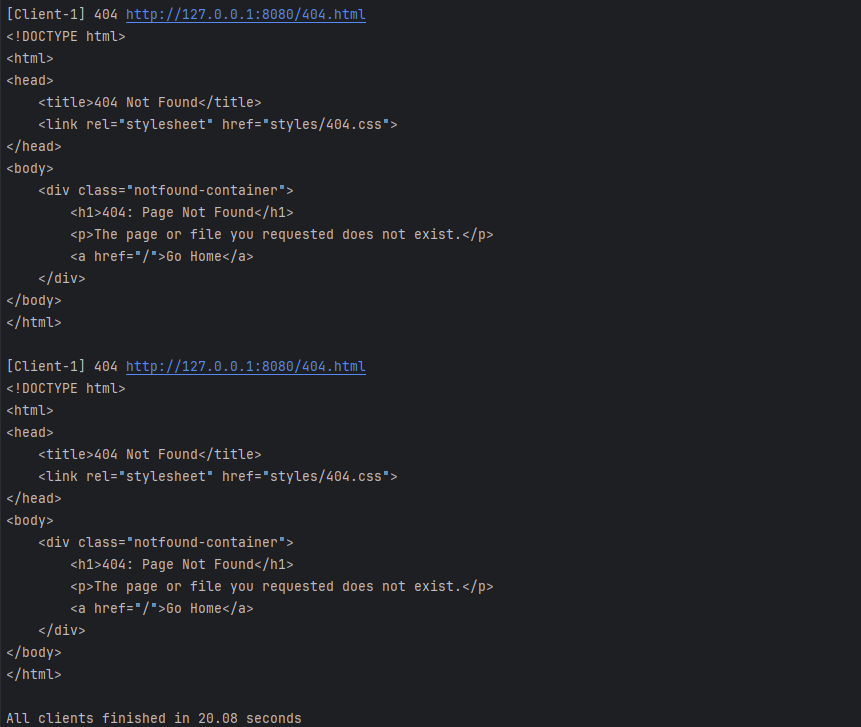 [Client-1] 404 http://127.0.0.1:8080/404.html
<!DOCTYPE html>
<html>
<head>
    <title>404 Not Found</title>
    <link rel="stylesheet" href="styles/404.css">
</head>
<body>
    <div class="notfound-container">
        <h1>404: Page Not Found</h1>
        <p>The page or file you requested does not exist.</p>
        <a href="/">Go Home</a>
    </div>
</body>
</html>

[Client-1] 404 http://127.0.0.1:8080/404.html
<!DOCTYPE html>
<html>
<head>
    <title>404 Not Found</title>
    <link rel="stylesheet" href="styles/404.css">
</head>
<body>
    <div class="notfound-container">
        <h1>404: Page Not Found</h1>
        <p>The page or file you requested does not exist.</p>
        <a href="/">Go Home</a>
    </div>
</body>
</html>

All clients finished in 20.08 seconds